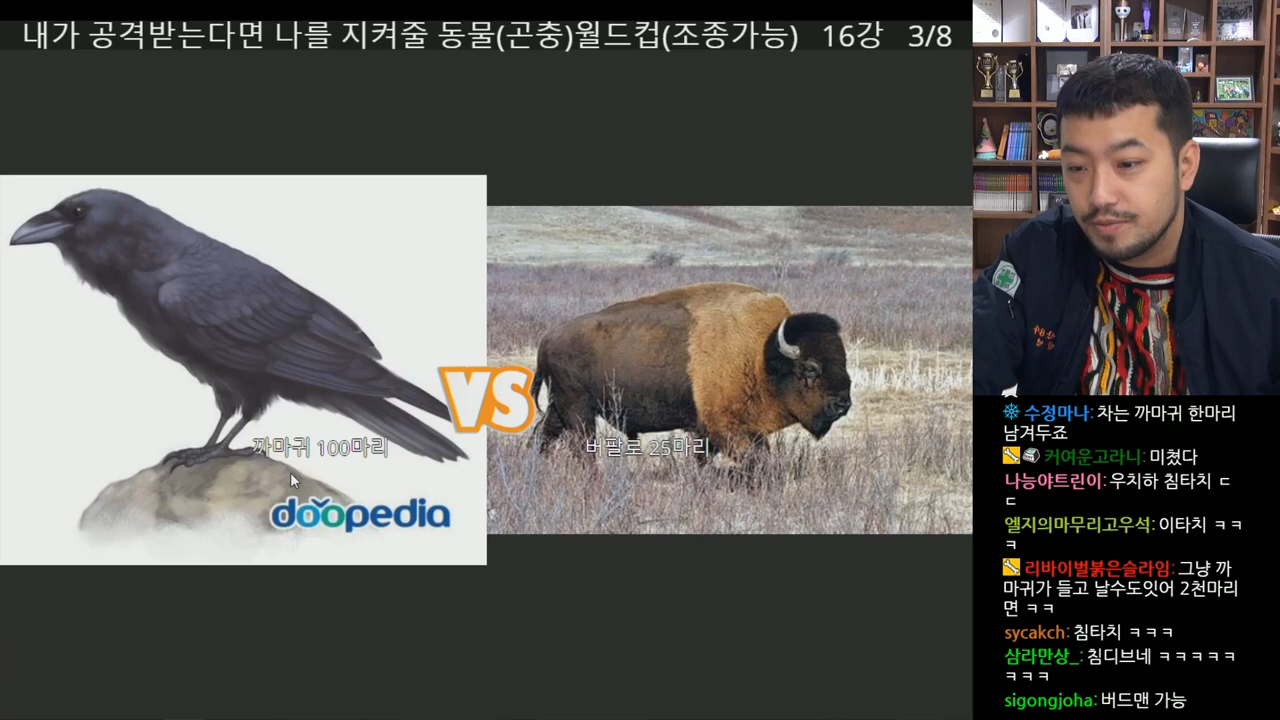 내가 공격받는다면 나를 지켜줄 동물(곤충)월드컵(조종가능) 16강 3/8
까마귀 100마리
doopedia
VS
버팔로 25마리
수정마나: 차는 까마귀 한마리
남겨두죠
커여운고라니: 미쳤다
나능야트린이: 우치하 침타치 ㄷ
ㄷ
엘지의마무리고우석: 이타치 ㅋㅋ
ㅋ
리바이벌붉은슬라임: 그냥 까
마귀가 들고 날수도잇어 2천마리
면 ㅋㅋ
sycakch: 침타치 ㅋㅋㅋ
삼라만상_: 침디브네 ㅋㅋㅋㅋㅋ
ㅋㅋㅋ
sigongjoha: 버드맨 가능